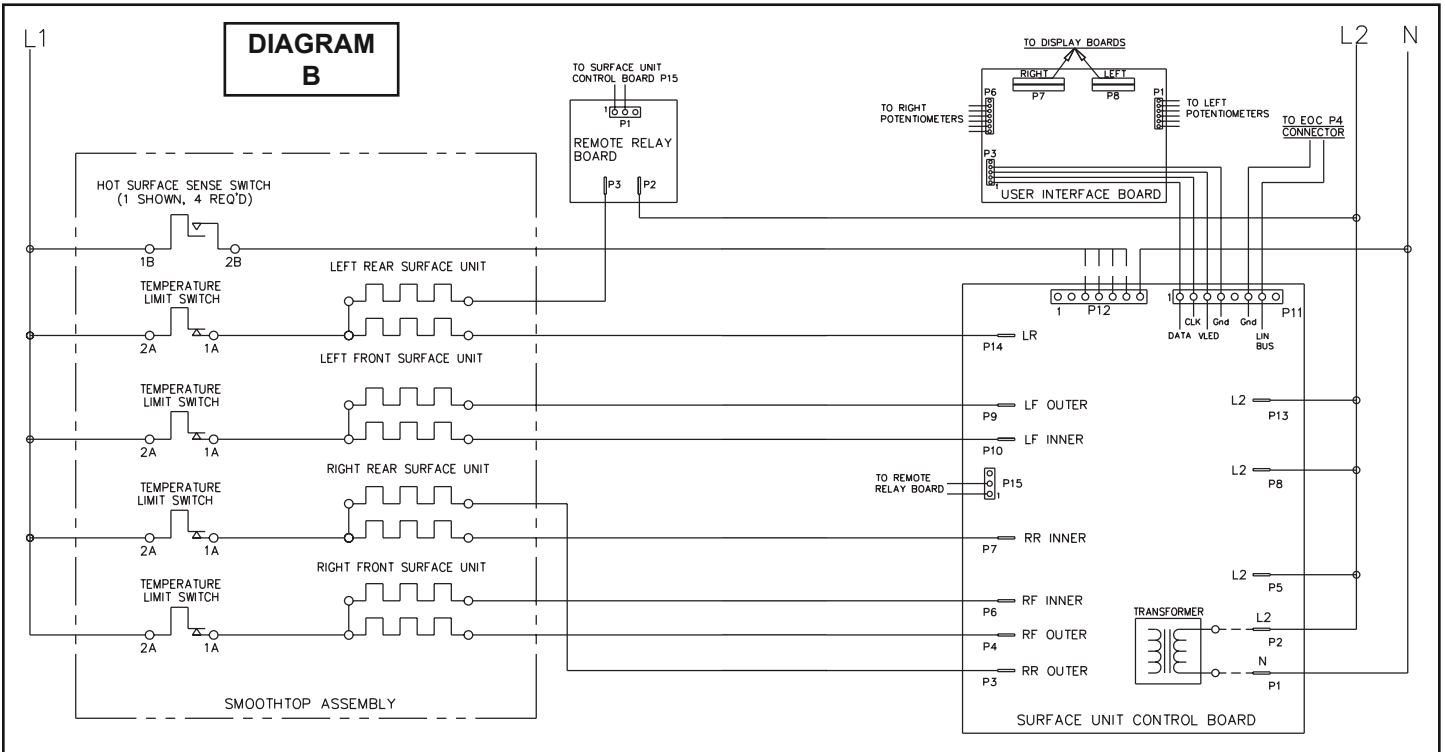 L1
DIAGRAM
B
L2
N
TO SURFACE UNIT
CONTROL BOARD P15
1
P1
REMOTE RELAY
BOARD
P3
P2
TO DISPLAY BOARDS
RIGHT
P7
LEFT
P8
P6
P1
TO RIGHT
POTENTIOMETERS
TO LEFT
POTENTIOMETERS
P3
1
USER INTERFACE BOARD
TO EOC P4
CONNECTOR
HOT SURFACE SENSE SWITCH
(1 SHOWN, 4 REQ'D)
1B
2B
LEFT REAR SURFACE UNIT
TEMPERATURE
LIMIT SWITCH
2A
1A
LEFT FRONT SURFACE UNIT
TEMPERATURE
LIMIT SWITCH
2A
1A
RIGHT REAR SURFACE UNIT
TEMPERATURE
LIMIT SWITCH
2A
1A
RIGHT FRONT SURFACE UNIT
TEMPERATURE
LIMIT SWITCH
2A
1A
SMOOTHTOP ASSEMBLY
1
P12
1
P11
DATA
CLK
VLED
Gnd
Gnd
LIN
BUS
P14
LR
P9
LF OUTER
P10
LF INNER
TO REMOTE
RELAY BOARD
P15
1
P7
RR INNER
P6
RF INNER
P4
RF OUTER
P3
RR OUTER
L2
P13
L2
P8
L2
P5
TRANSFORMER
L2
P2
N
P1
SURFACE UNIT CONTROL BOARD